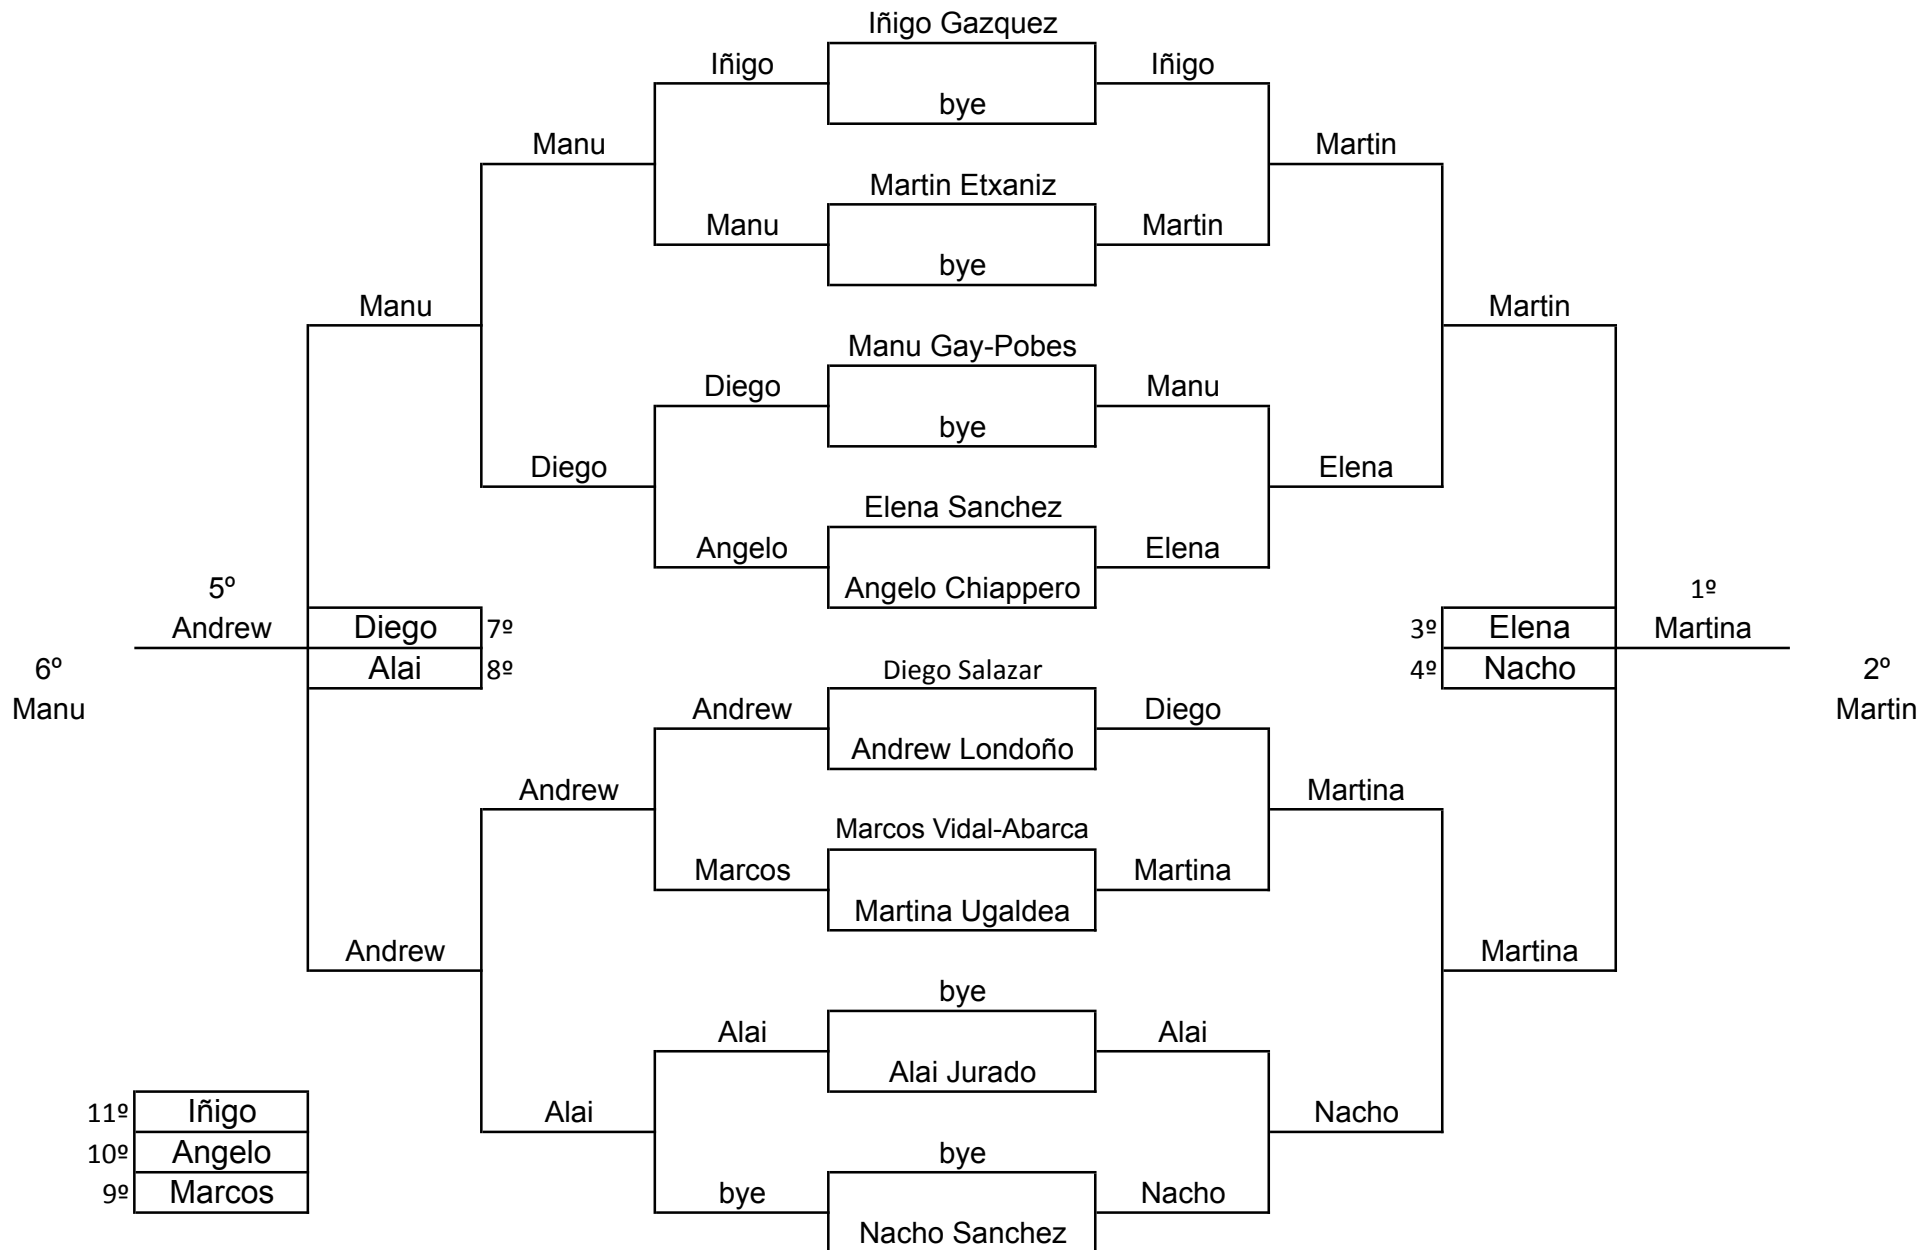 Iñigo Gazquez
Iñigo Iñigo
bye
Manu Martin
Martin Etxaniz
Manu Martin
bye
Manu Martin
Manu Gay-Pobes
Diego Manu
bye
Diego Elena
Elena Sanchez
Angelo Elena
5º Angelo Chiappero 1º
Andrew Diego 7º 3º Elena Martina
6º Alai 8º Diego Salazar 4º Nacho 2º
Manu Andrew Diego Martin
Andrew Londoño
Andrew Martina
Marcos Vidal-Abarca
Marcos Martina
Martina Ugaldea
Andrew Martina
bye
Alai Alai
Alai Jurado
11º Iñigo Alai Nacho
10º Angelo bye
9º Marcos bye Nacho
Nacho Sanchez